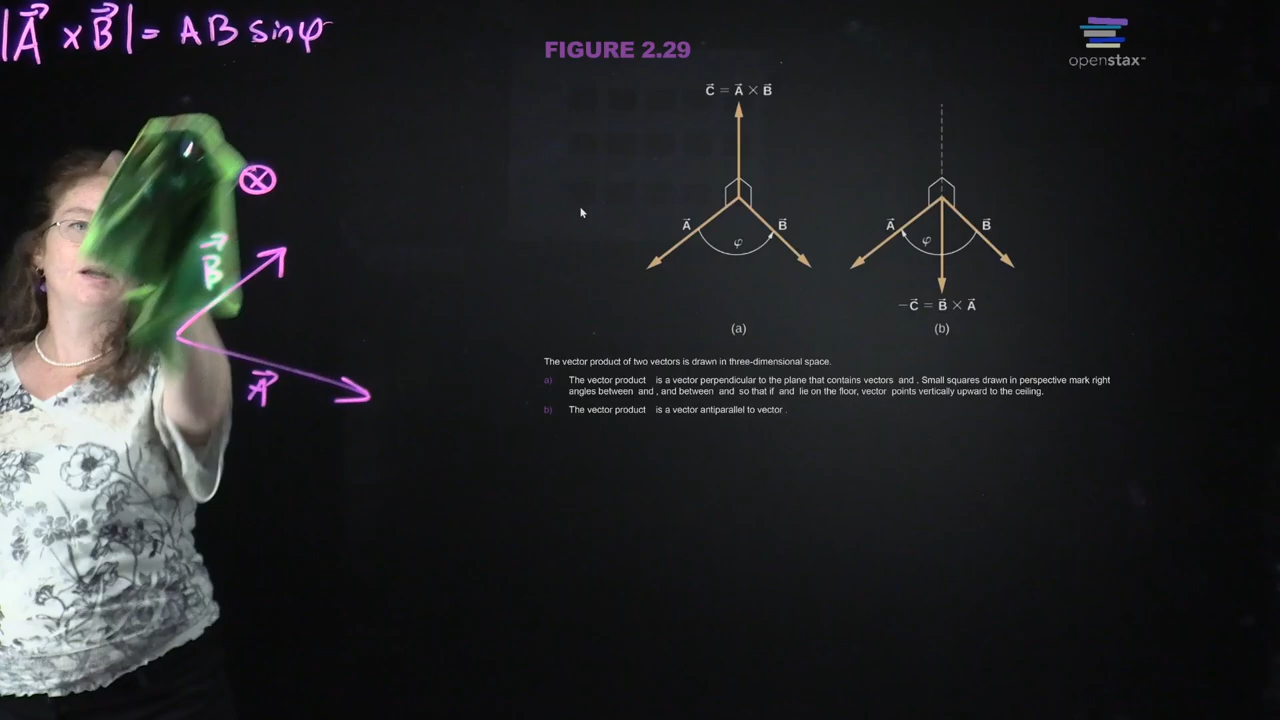 |A⃗ × B⃗| = AB sinφ
B⃗
A⃗
FIGURE 2.29
openstax™
C⃗ = A⃗ × B⃗
A⃗
B⃗
φ
(a)
A⃗
B⃗
φ
−C⃗ = B⃗ × A⃗
(b)
The vector product of two vectors is drawn in three-dimensional space.
a) The vector product is a vector perpendicular to the plane that contains vectors and . Small squares drawn in perspective mark right
angles between and , and between and so that if and lie on the floor, vector points vertically upward to the ceiling.
b) The vector product is a vector antiparallel to vector .